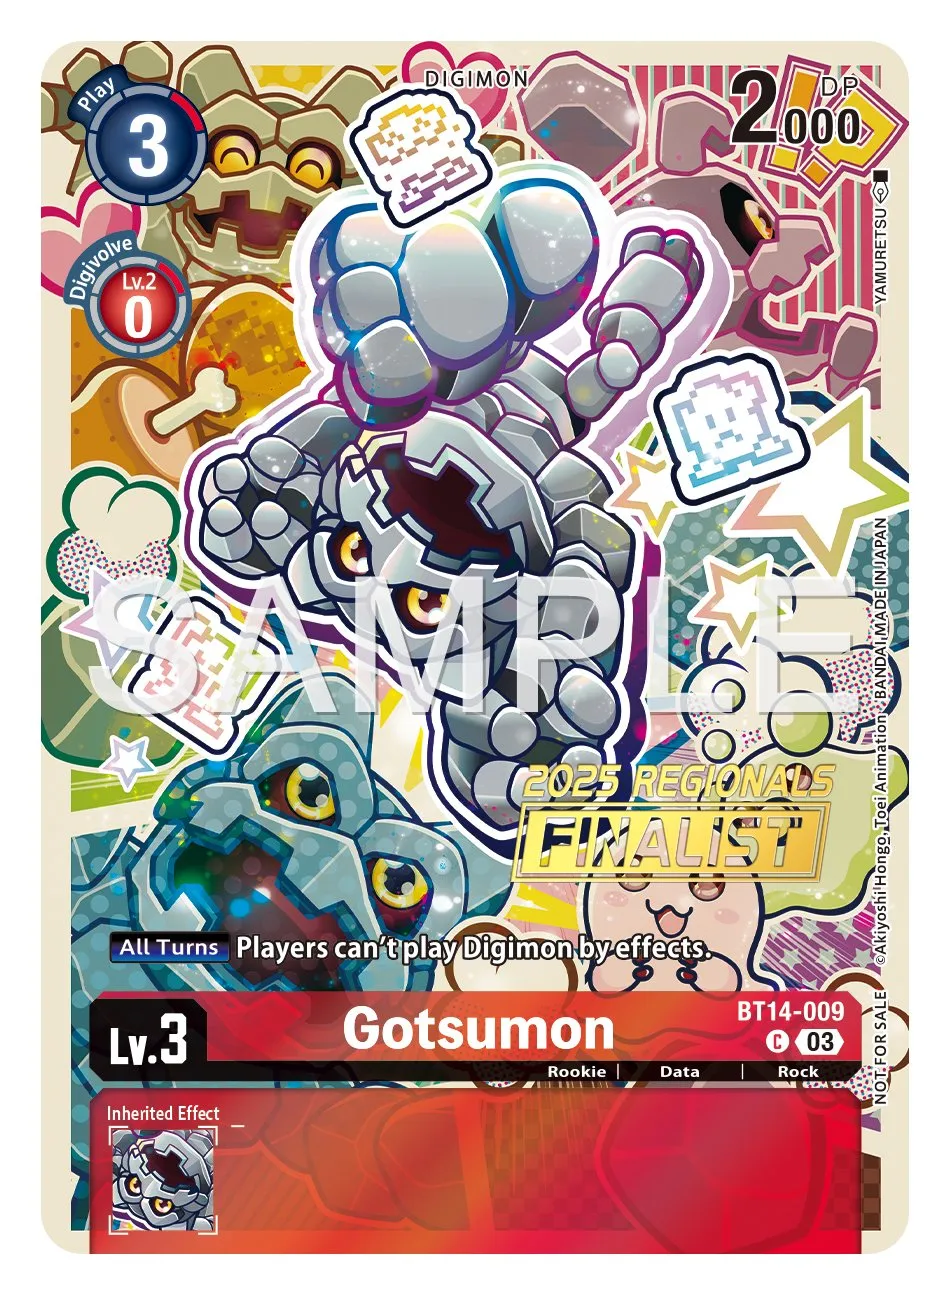 DIGIMON
Play
3
2000
DP
Digivolve
Lv.2
0
YAMURETSU
SAMPLE
2025 REGIONALS
FINALIST
©Akiyoshi Hongo, Toei Animation · BANDAI MADE IN JAPAN
NOT FOR SALE
All Turns Players can't play Digimon by effects.
Lv.3
Gotsumon
BT14-009
C 03
Rookie | Data | Rock
Inherited Effect
–